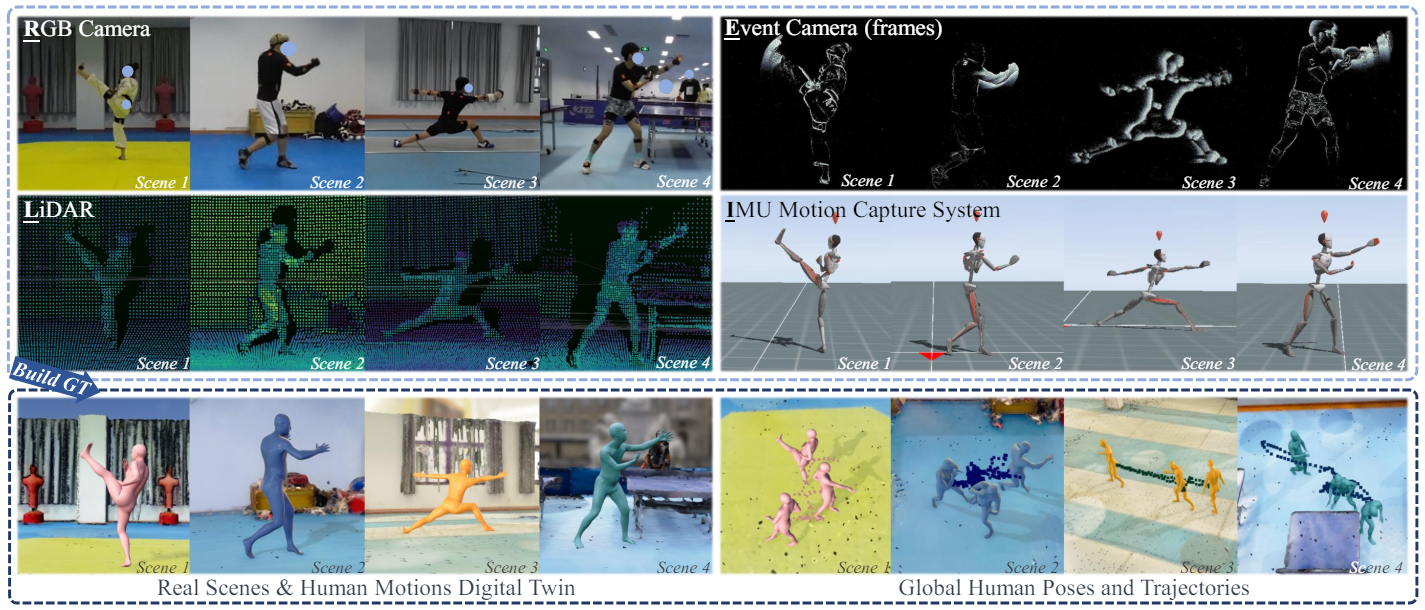 RGB Camera
Scene 1
Scene 2
Scene 3
Scene 4
Event Camera (frames)
Scene 1
Scene 2
Scene 3
Scene 4
LiDAR
Scene 1
Scene 2
Scene 3
Scene 4
IMU Motion Capture System
Scene 1
Scene 2
Scene 3
Scene 4
Build GT
Scene 1
Scene 2
Scene 3
Scene 4
Real Scenes & Human Motions Digital Twin
Scene 1
Scene 2
Scene 3
Scene 4
Global Human Poses and Trajectories